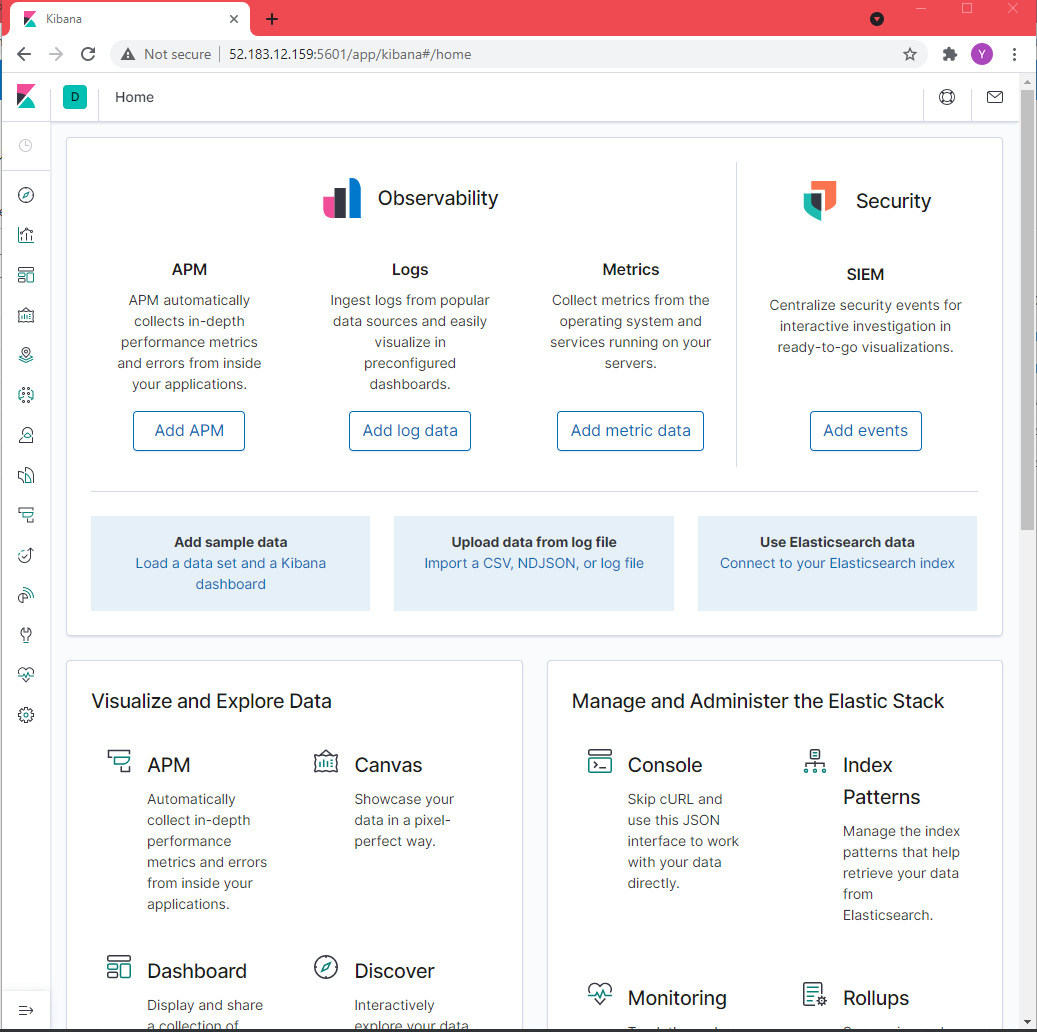 Kibana
Y
Not secure | 52.183.12.159:5601/app/kibana#/home
D
Home
Observability
APM
APM automatically
collects in-depth
performance metrics
and errors from inside
your applications.
Add APM
Logs
Ingest logs from popular
data sources and easily
visualize in
preconfigured
dashboards.
Add log data
Metrics
Collect metrics from the
operating system and
services running on your
servers.
Add metric data
Security
SIEM
Centralize security events for
interactive investigation in
ready-to-go visualizations.
Add events
Add sample data
Load a data set and a Kibana
dashboard
Upload data from log file
Import a CSV, NDJSON, or log file
Use Elasticsearch data
Connect to your Elasticsearch index
Visualize and Explore Data
APM
Automatically
collect in-depth
performance
metrics and errors
from inside your
applications.
Canvas
Showcase your
data in a pixel-
perfect way.
Dashboard
Display and share
a collection of
Discover
Interactively
explore your data
Manage and Administer the Elastic Stack
Console
Skip cURL and
use this JSON
interface to work
with your data
directly.
Index
Patterns
Manage the index
patterns that help
retrieve your data
from
Elasticsearch.
Monitoring
Rollups